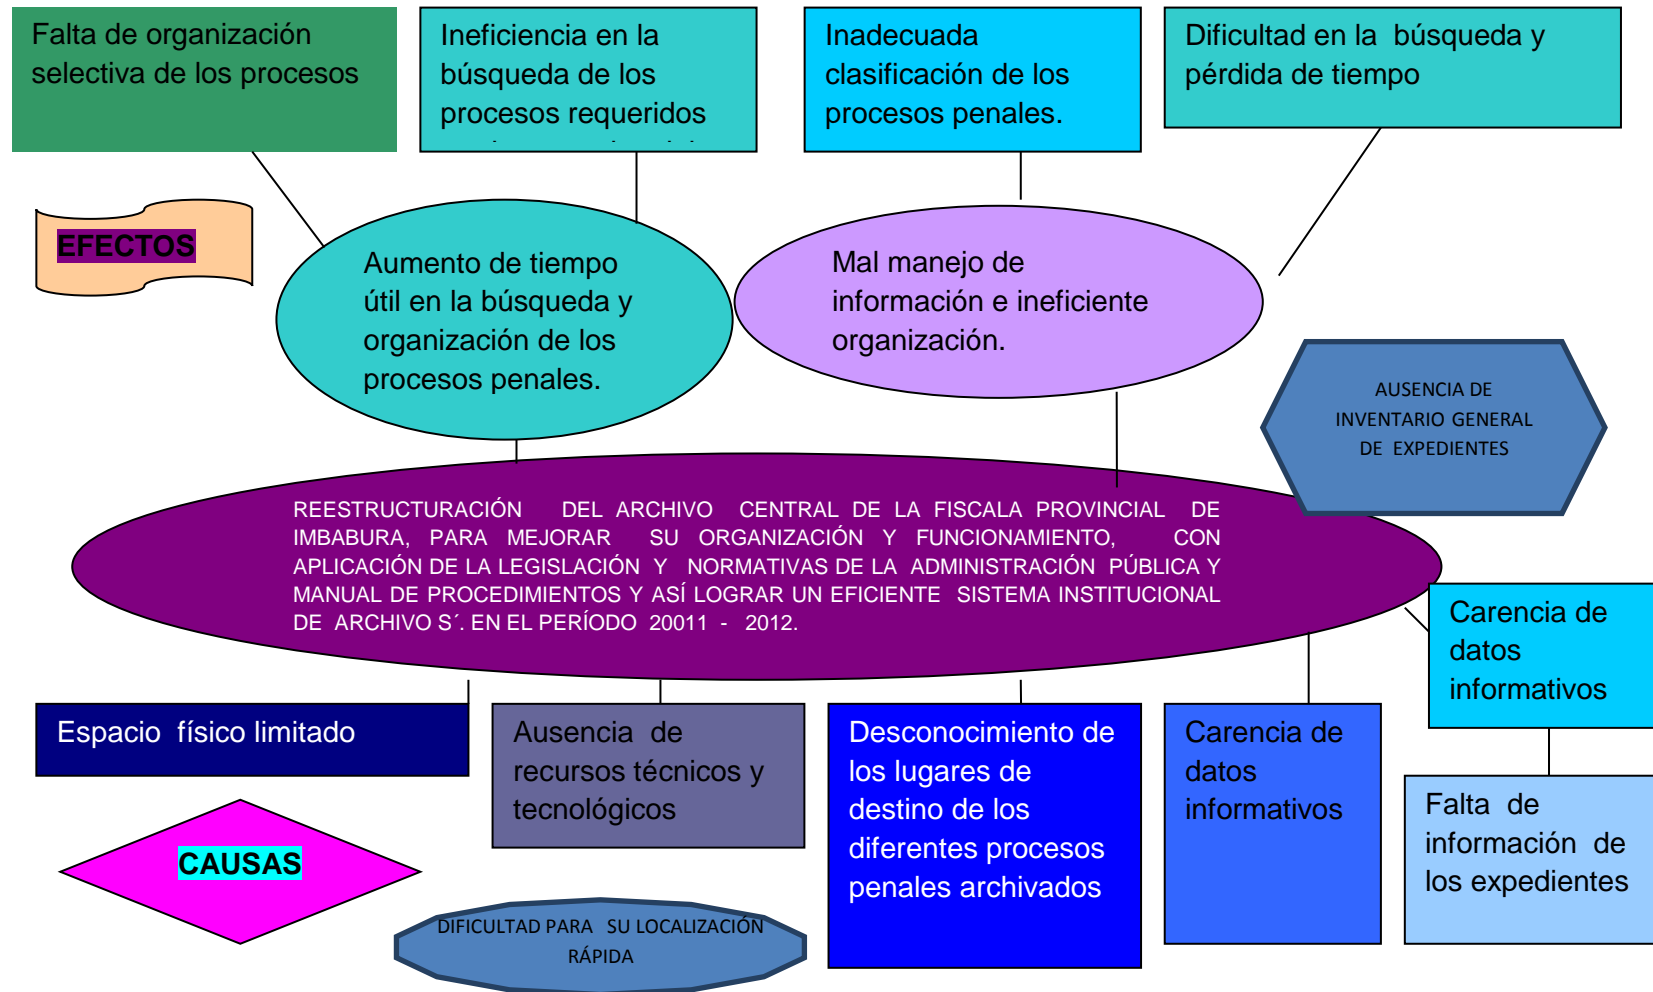 Falta de organización
selectiva de los procesos
Ineficiencia en la
búsqueda de los
procesos requeridos
Inadecuada
clasificación de los
procesos penales.
Dificultad en la búsqueda y
pérdida de tiempo
EFECTOS
Aumento de tiempo
útil en la búsqueda y
organización de los
procesos penales.
Mal manejo de
información e ineficiente
organización.
AUSENCIA DE
INVENTARIO GENERAL
DE EXPEDIENTES
REESTRUCTURACIÓN DEL ARCHIVO CENTRAL DE LA FISCALA PROVINCIAL DE
IMBABURA, PARA MEJORAR SU ORGANIZACIÓN Y FUNCIONAMIENTO, CON
APLICACIÓN DE LA LEGISLACIÓN Y NORMATIVAS DE LA ADMINISTRACIÓN PÚBLICA Y
MANUAL DE PROCEDIMIENTOS Y ASÍ LOGRAR UN EFICIENTE SISTEMA INSTITUCIONAL
DE ARCHIVO S´. EN EL PERÍODO 20011 - 2012.
Carencia de
datos
informativos
Espacio físico limitado
Ausencia de
recursos técnicos y
tecnológicos
Desconocimiento de
los lugares de
destino de los
diferentes procesos
penales archivados
Carencia de
datos
informativos
Falta de
información de
los expedientes
CAUSAS
DIFICULTAD PARA SU LOCALIZACIÓN
RÁPIDA